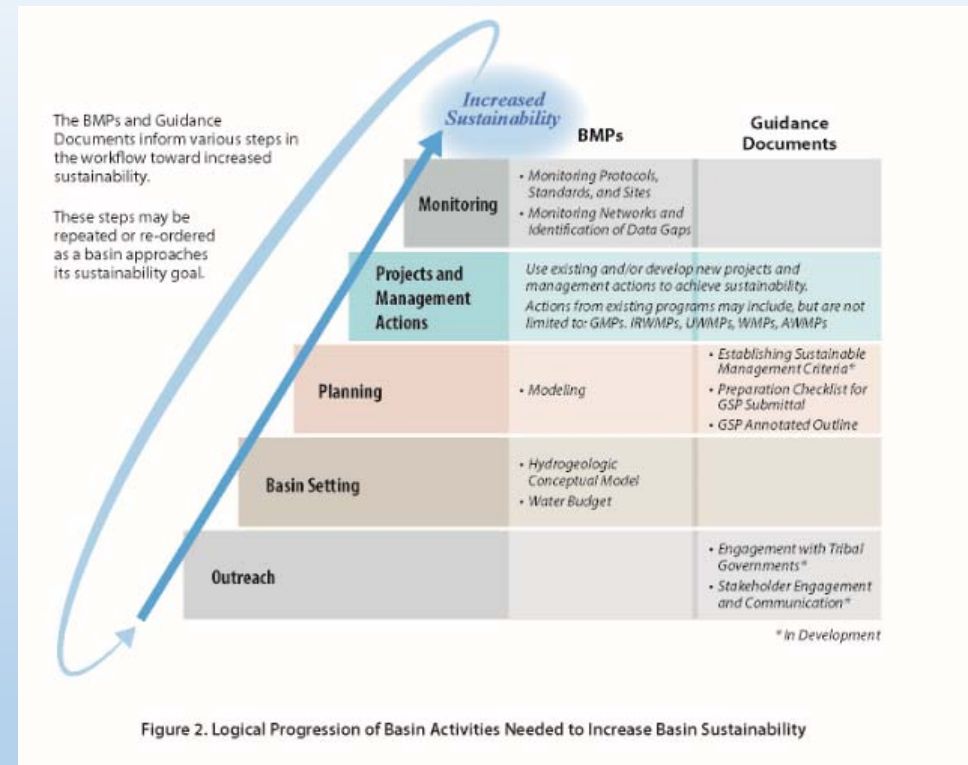 Increased
Sustainability
BMPs
Guidance
Documents
The BMPs and Guidance
Documents inform various steps in
the workflow toward increased
sustainability.
These steps may be
repeated or re-ordered
as a basin approaches
its sustainability goal.
Monitoring
• Monitoring Protocols,
Standards, and Sites
• Monitoring Networks and
Identification of Data Gaps
Projects and
Management
Actions
Use existing and/or develop new projects and
management actions to achieve sustainability.
Actions from existing programs may include, but are not
limited to: GMPs. IRWMPs, UWMPs, WMPs, AWMPs
Planning
• Modeling
• Establishing Sustainable
Management Criteria*
• Preparation Checklist for
GSP Submittal
• GSP Annotated Outline
Basin Setting
• Hydrogeologic
Conceptual Model
• Water Budget
Outreach
• Engagement with Tribal
Governments*
• Stakeholder Engagement
and Communication*
* In Development
Figure 2. Logical Progression of Basin Activities Needed to Increase Basin Sustainability